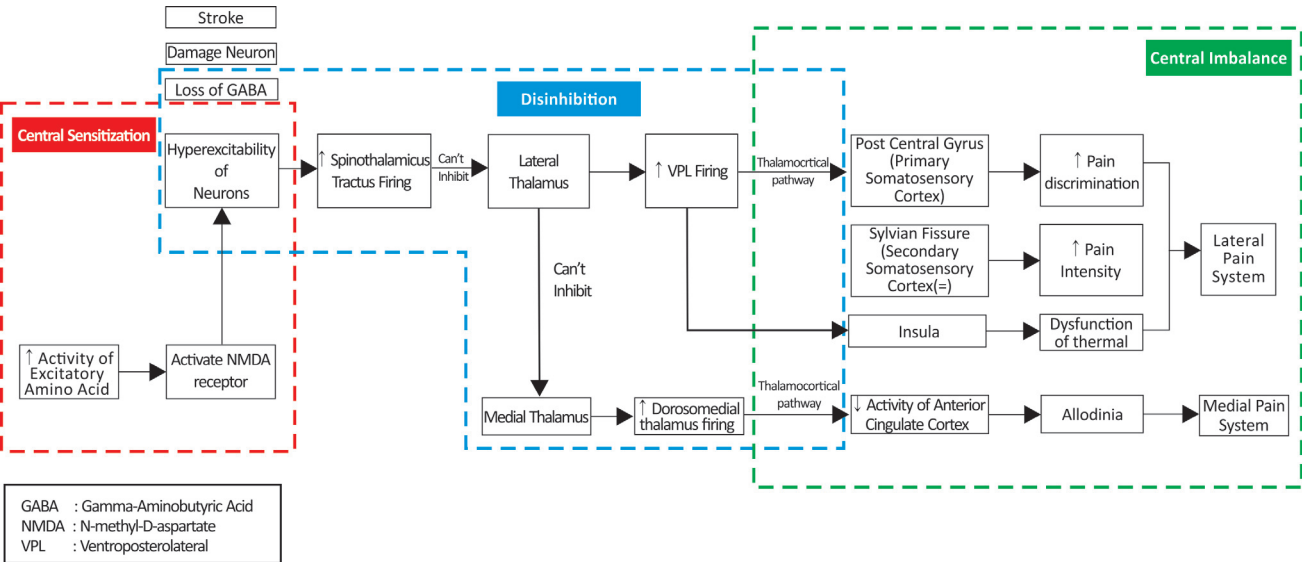 Stroke
Damage Neuron
Loss of GABA
Central Sensitization
Disinhibition
Central Imbalance
Hyperexcitability
of
Neurons
↑ Spinothalamicus
Tractus Firing
Can't
Inhibit
Lateral
Thalamus
↑ VPL Firing
Thalamocrtical
pathway
Post Central Gyrus
(Primary
Somatosensory
Cortex)
↑ Pain
discrimination
Sylvian Fissure
(Secondary
Somatosensory
Cortex(=)
↑ Pain
Intensity
Lateral
Pain
System
Can't
Inhibit
Insula
Dysfunction
of thermal
↑ Activity of
Excitatory
Amino Acid
Activate NMDA
receptor
Medial Thalamus
↑ Dorosomedial
thalamus firing
Thalamocortical
pathway
↓ Activity of Anterior
Cingulate Cortex
Allodinia
Medial Pain
System
GABA : Gamma-Aminobutyric Acid
NMDA : N-methyl-D-aspartate
VPL : Ventroposterolateral